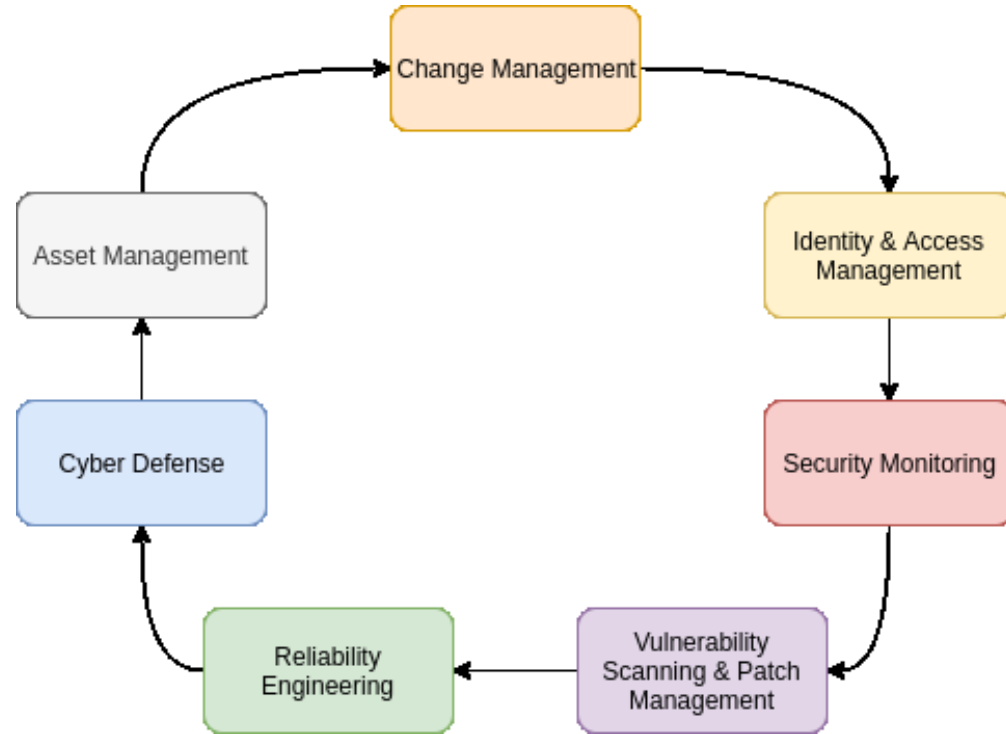 Change Management
Asset Management
Identity & Access
Management
Cyber Defense
Security Monitoring
Reliability
Engineering
Vulnerability
Scanning & Patch
Management